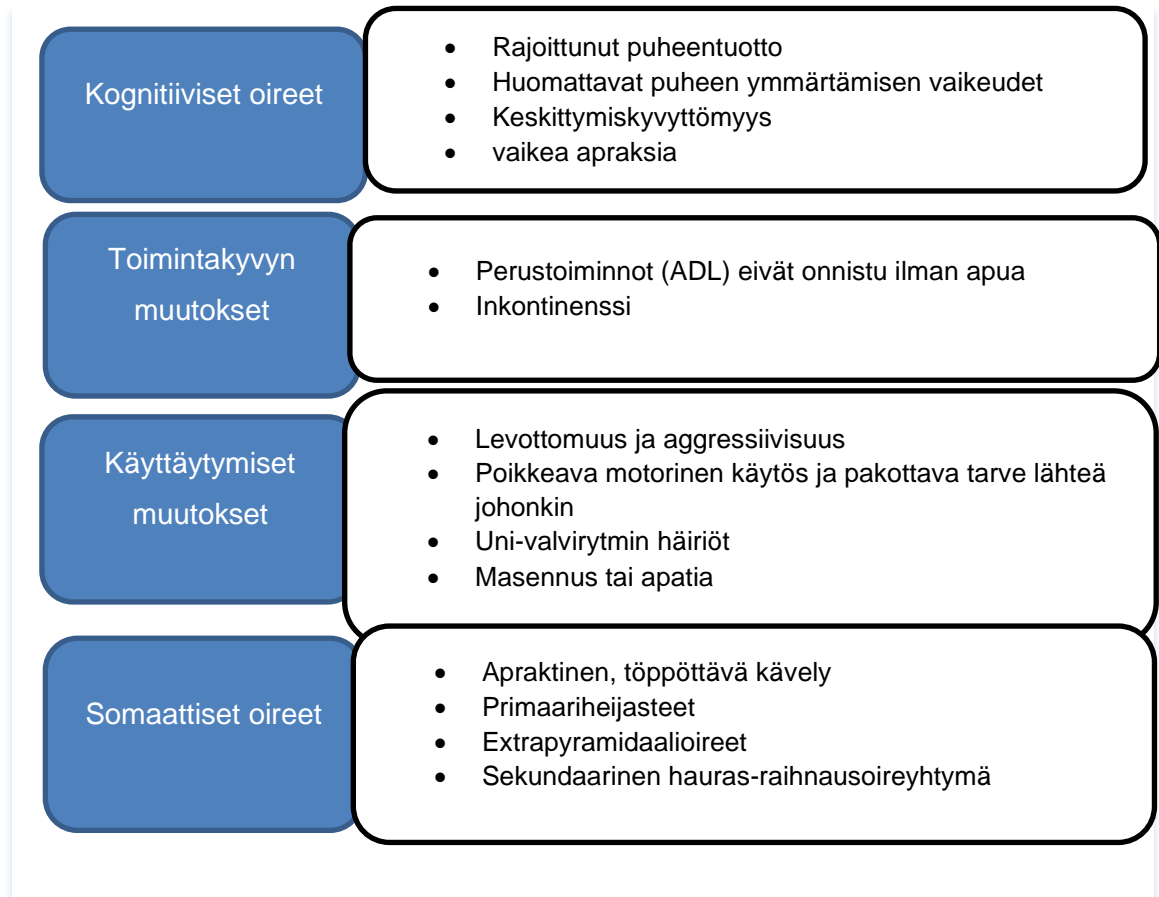 Kognitiiviset oireet
• Rajoittunut puheentuotto
• Huomattavat puheen ymmärtämisen vaikeudet
• Keskittymiskyvyttömyys
• vaikea apraksia
Toimintakyvyn
muutokset
• Perustoiminnot (ADL) eivät onnistu ilman apua
• Inkontinenssi
Käyttäytymiset
muutokset
• Levottomuus ja aggressiivisuus
• Poikkeava motorinen käytös ja pakottava tarve lähteä
johonkin
• Uni-valvirytmin häiriöt
• Masennus tai apatia
Somaattiset oireet
• Apraktinen, töppöttävä kävely
• Primaariheijasteet
• Extrapyramidaalioireet
• Sekundaarinen hauras-raihnausoireyhtymä